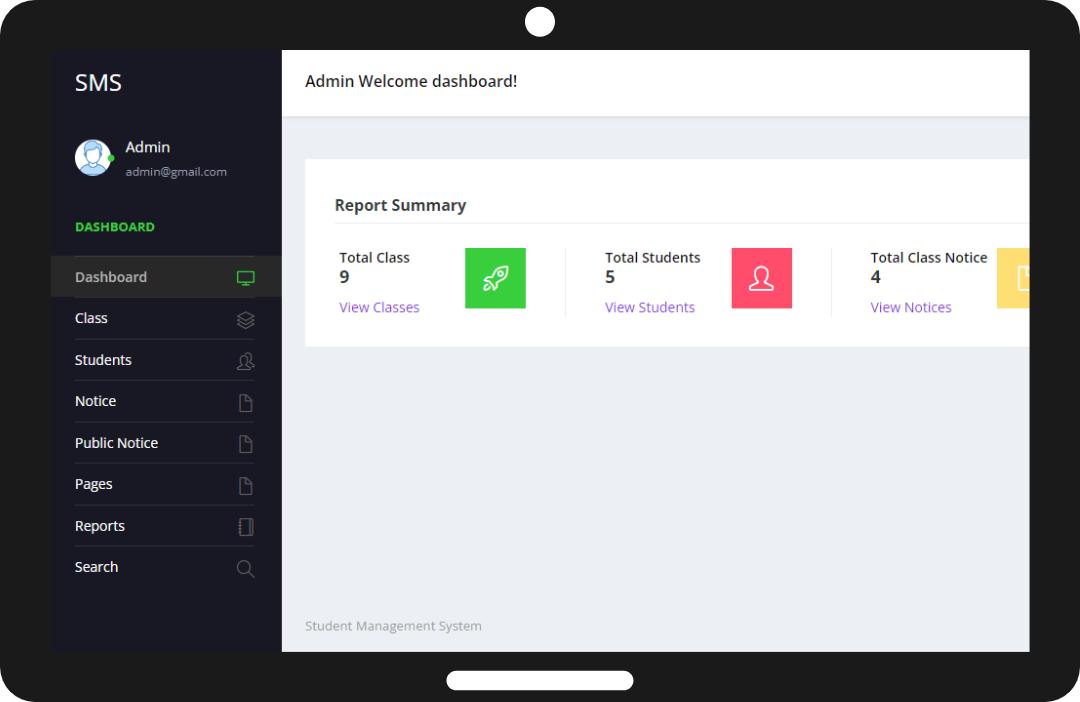 SMS
Admin
admin@gmail.com
DASHBOARD
Dashboard
Class
Students
Notice
Public Notice
Pages
Reports
Search
Admin Welcome dashboard!
Report Summary
Total Class
9
View Classes
Total Students
5
View Students
Total Class Notice
4
View Notices
Student Management System